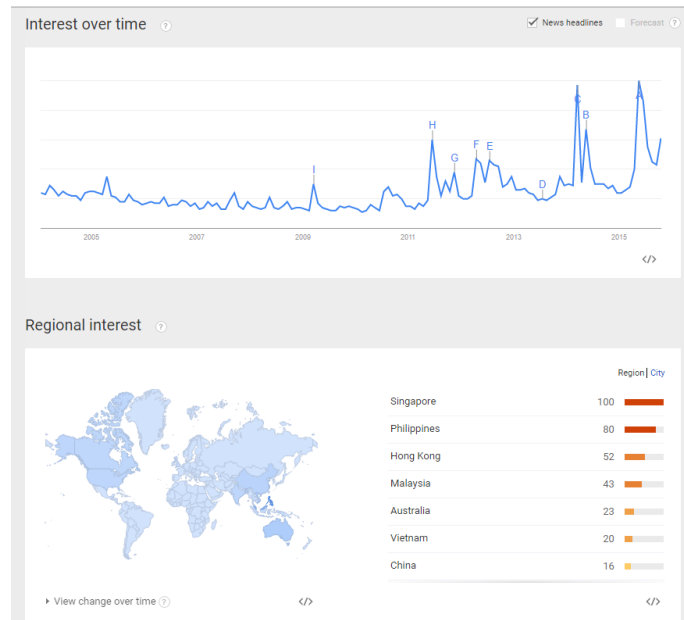 Interest over time ?
News headlines Forecast ?
H
G
F
E
I
D
C
B
A
2005 2007 2009 2011 2013 2015
</>
Regional interest ?
Region | City
Singapore 100
Philippines 80
Hong Kong 52
Malaysia 43
Australia 23
Vietnam 20
China 16
View change over time ?
</>
</>